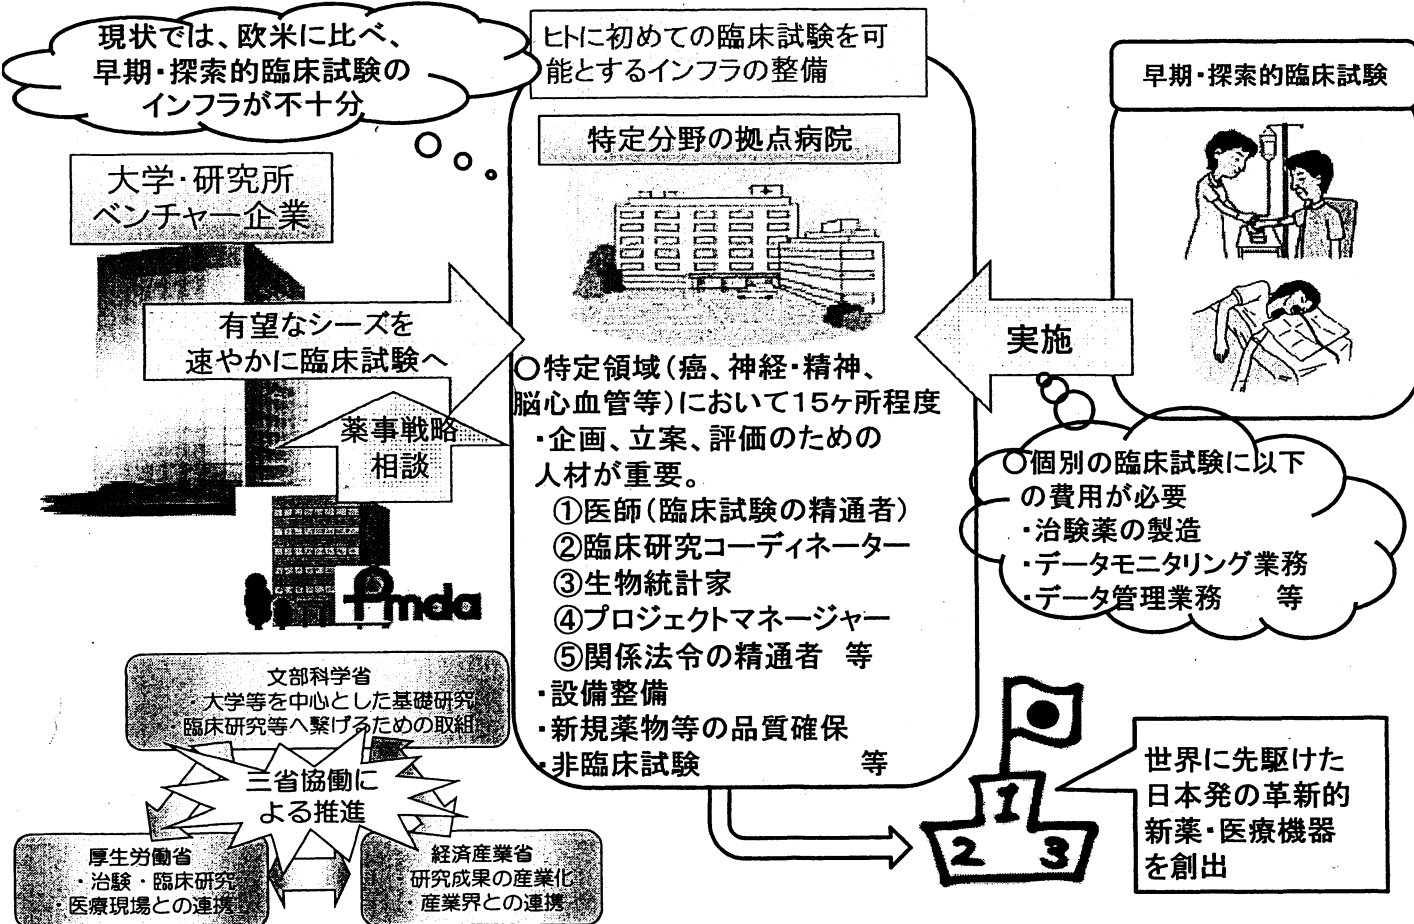 現状では、欧米に比べ、
早期・探索的臨床試験の
インフラが不十分
ヒトに初めての臨床試験を可
能とするインフラの整備
早期・探索的臨床試験
特定分野の拠点病院
大学・研究所
ベンチャー企業
有望なシーズを
速やかに臨床試験へ
実施
薬事戦略
相談
○特定領域(癌、神経・精神、
脳心血管等)において15ヶ所程度
・企画、立案、評価のための
人材が重要。
①医師(臨床試験の精通者)
②臨床研究コーディネーター
③生物統計家
④プロジェクトマネージャー
⑤関係法令の精通者 等
・設備整備
・新規薬物等の品質確保
・非臨床試験 等
○個別の臨床試験に以下
の費用が必要
・治験薬の製造
・データモニタリング業務
・データ管理業務 等
Pmda
文部科学省
・大学等を中心とした基礎研究
・臨床研究等へ繋げるための取組
三省協働に
よる推進
厚生労働省
・治験・臨床研究
・医療現場との連携
経済産業省
・研究成果の産業化
・産業界との連携
1
2 3
世界に先駆けた
日本発の革新的
新薬・医療機器
を創出